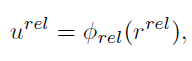 u^{rel} = ϕ_{rel}(r^{rel}),